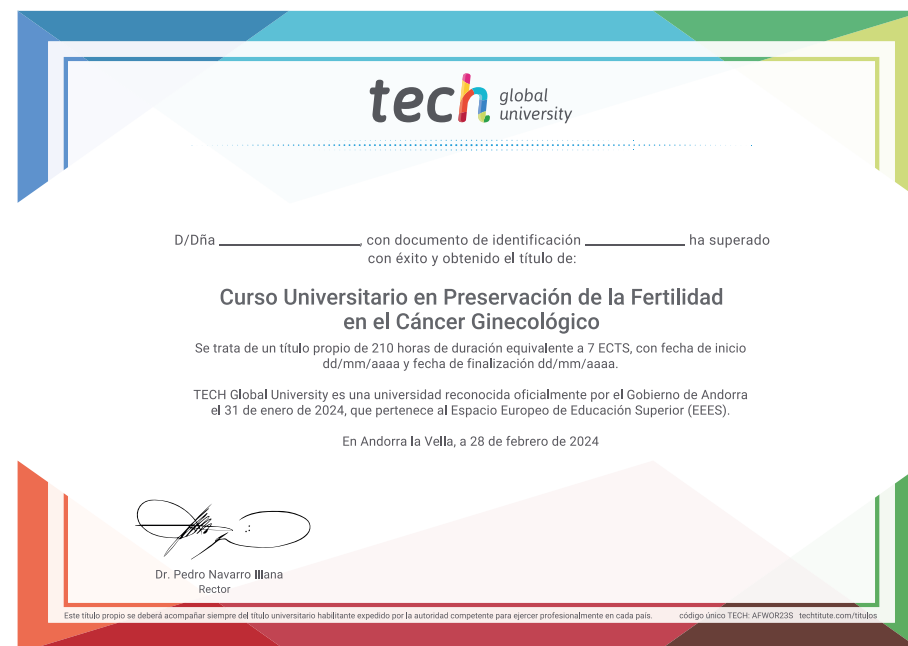 tech global university
D/Dña ______________, con documento de identificación __________ ha superado
con éxito y obtenido el título de:
Curso Universitario en Preservación de la Fertilidad
en el Cáncer Ginecológico
Se trata de un título propio de 210 horas de duración equivalente a 7 ECTS, con fecha de inicio
dd/mm/aaaa y fecha de finalización dd/mm/aaaa.
TECH Global University es una universidad reconocida oficialmente por el Gobierno de Andorra
el 31 de enero de 2024, que pertenece al Espacio Europeo de Educación Superior (EEES).
En Andorra la Vella, a 28 de febrero de 2024
Dr. Pedro Navarro Illana
Rector
Este título propio se deberá acompañar siempre del título universitario habilitante expedido por la autoridad competente para ejercer profesionalmente en cada país. código único TECH: AFWOR23S techtitute.com/titulos